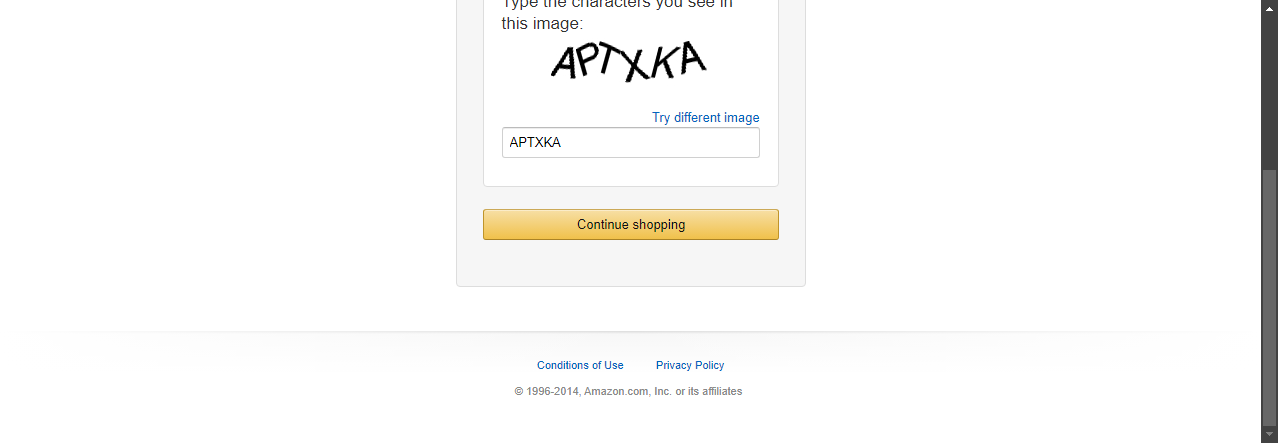 Type the characters you see in
this image:
APTXKA
Try different image
APTXKA
Continue shopping
Conditions of Use Privacy Policy
© 1996-2014, Amazon.com, Inc. or its affiliates